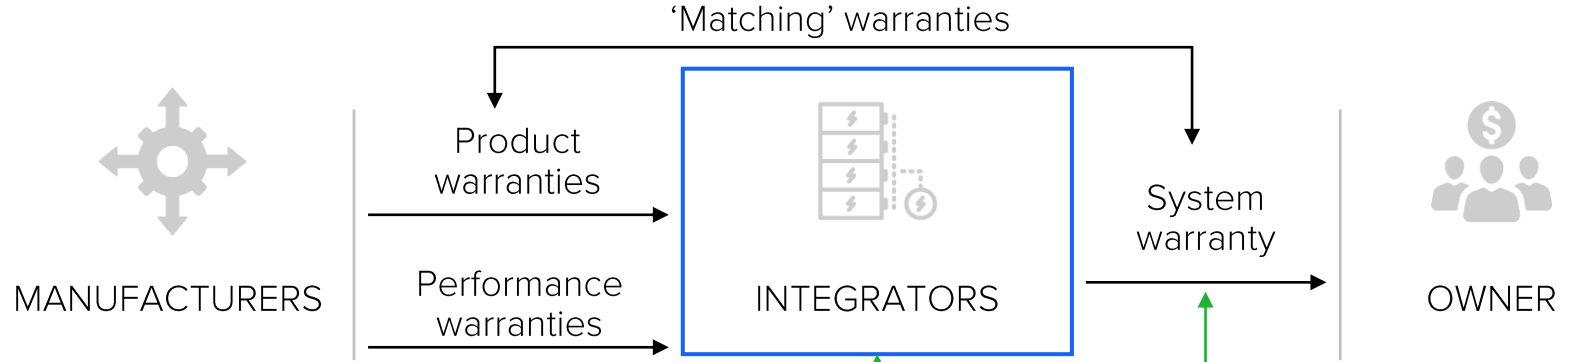 ‘Matching’ warranties
Product
warranties
System
warranty
Performance
warranties
MANUFACTURERS
INTEGRATORS
OWNER